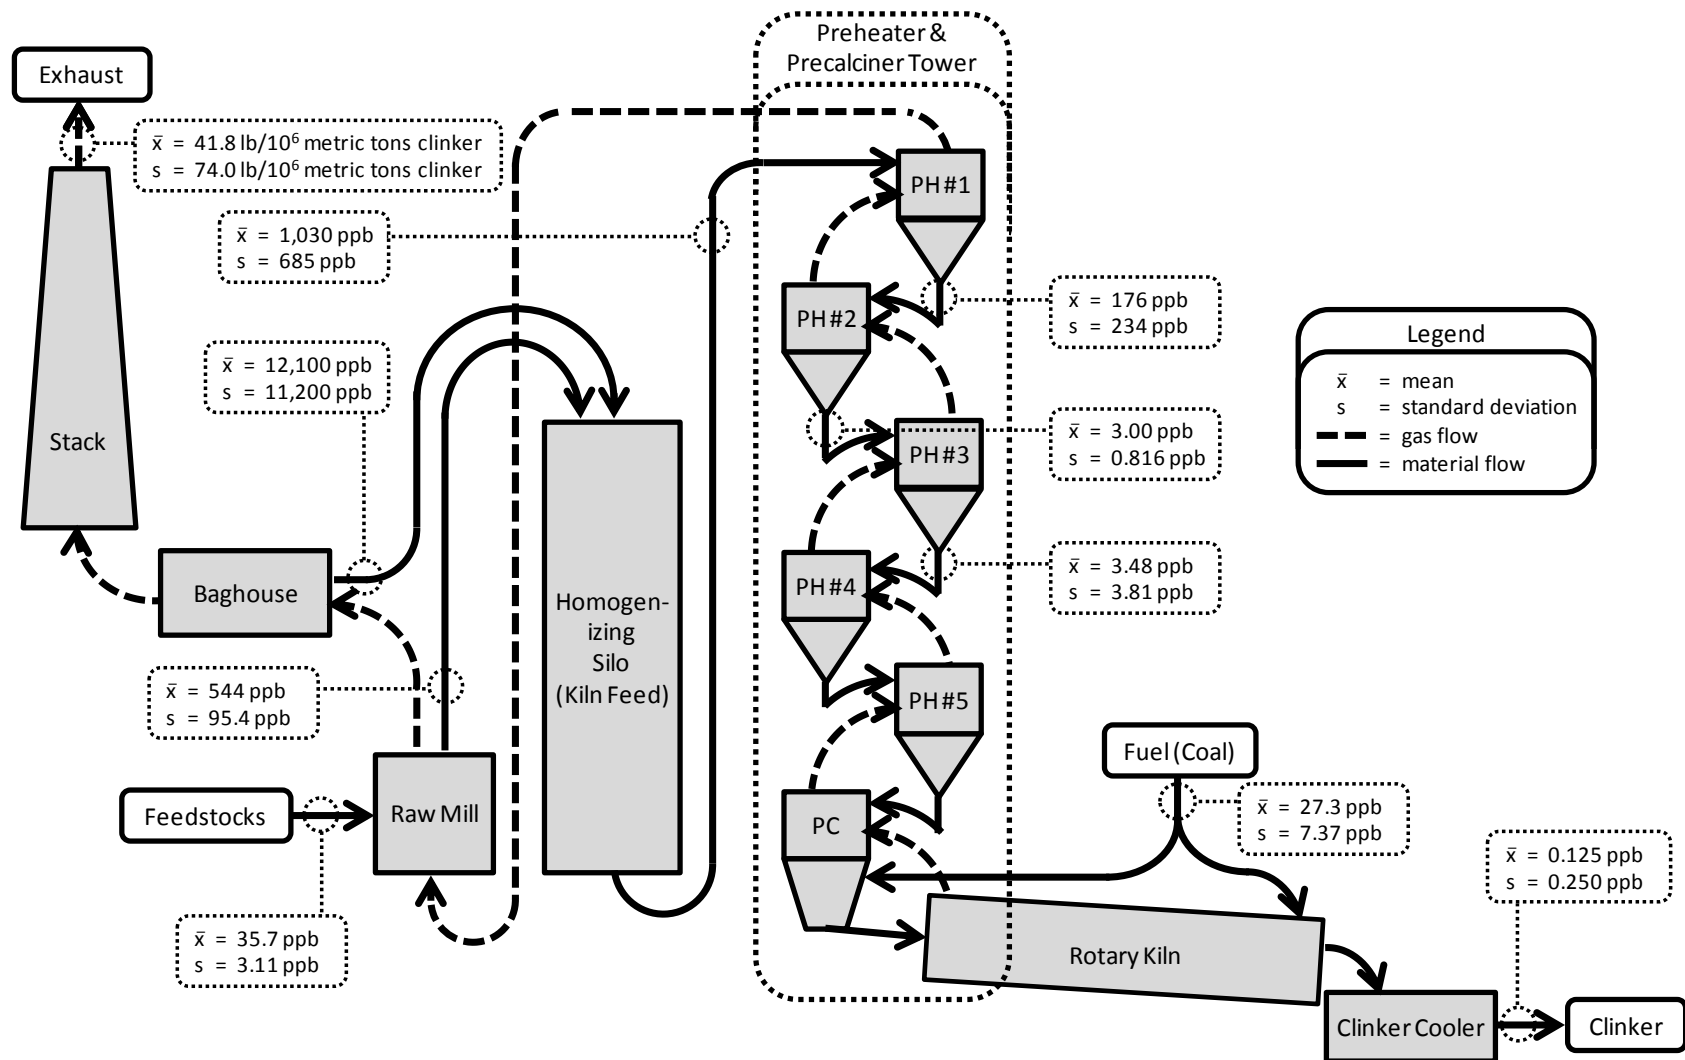 Preheater &
Precalciner Tower
Exhaust
x̄ = 41.8 lb/10⁶ metric tons clinker
s = 74.0 lb/10⁶ metric tons clinker
PH #1
x̄ = 1,030 ppb
s = 685 ppb
x̄ = 176 ppb
s = 234 ppb
PH #2
Legend
x̄ = mean
s = standard deviation
= gas flow
= material flow
x̄ = 12,100 ppb
s = 11,200 ppb
Stack
x̄ = 3.00 ppb
s = 0.816 ppb
PH #3
x̄ = 3.48 ppb
s = 3.81 ppb
PH #4
Baghouse
Homogen-
izing
Silo
(Kiln Feed)
x̄ = 544 ppb
s = 95.4 ppb
PH #5
Fuel (Coal)
x̄ = 27.3 ppb
s = 7.37 ppb
Feedstocks
Raw Mill
PC
x̄ = 0.125 ppb
s = 0.250 ppb
x̄ = 35.7 ppb
s = 3.11 ppb
Rotary Kiln
Clinker Cooler
Clinker